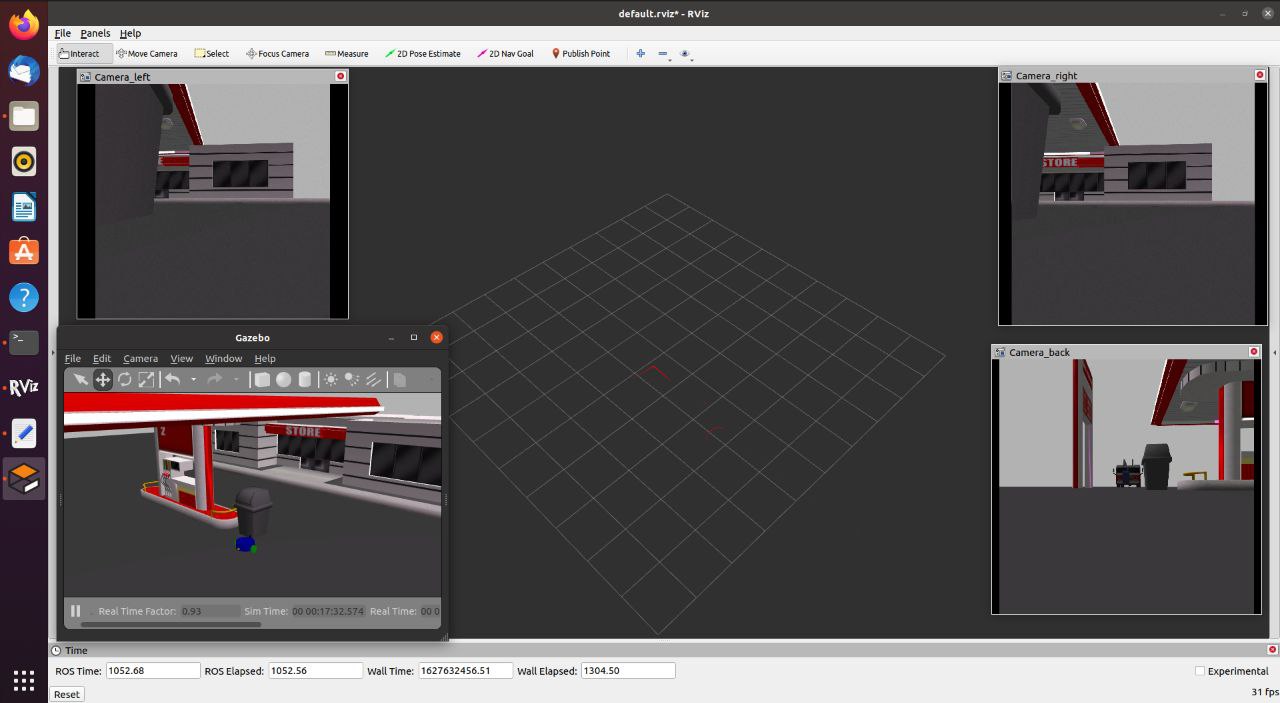 default.rviz* - RViz
File Panels Help
Interact Move Camera Select Focus Camera Measure 2D Pose Estimate 2D Nav Goal Publish Point
Camera_left
Camera_right
STORE
Camera_back
Gazebo
File Edit Camera View Window Help
2
STORE
Real Time Factor: 0.93 Sim Time: 00 00:17:32.574 Real Time: 00 0
RViz
Time
ROS Time: 1052.68 ROS Elapsed: 1052.56 Wall Time: 1627632456.51 Wall Elapsed: 1304.50 Experimental
Reset 31 fps